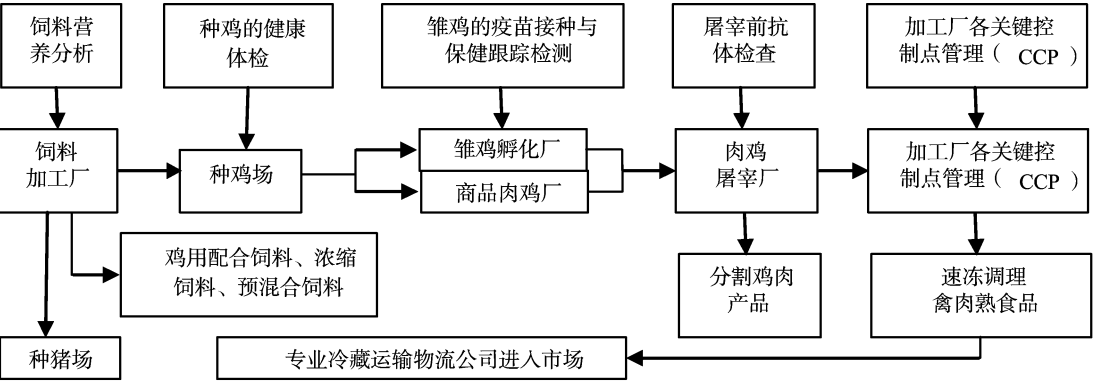 饲料营
养分析
种鸡的健康
体检
雏鸡的疫苗接种与
保健跟踪检测
屠宰前抗
体检查
加工厂各关键控
制点管理( CCP )
饲料
加工厂
种鸡场
雏鸡孵化厂
商品肉鸡厂
肉鸡
屠宰厂
加工厂各关键控
制点管理( CCP )
鸡用配合饲料、浓缩
饲料、预混合饲料
分割鸡肉
产品
速冻调理
禽肉熟食品
种猪场
专业冷藏运输物流公司进入市场